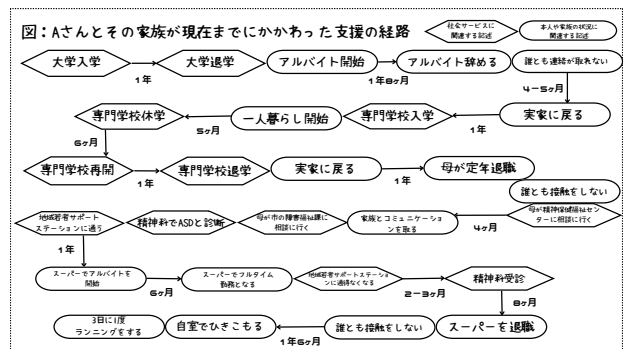 図：Aさんとその家族が現在までにかかわった支援の経路
社会サービスに
関連する記述
本人や家族の状況に
関連する記述
大学入学
1年
大学退学
アルバイト開始
1年8ヶ月
アルバイト辞める
誰とも連絡が取れない
4-5ヶ月
実家に戻る
1年
専門学校入学
一人暮らし開始
5ヶ月
専門学校休学
6ヶ月
専門学校再開
1年
専門学校退学
実家に戻る
1年
母が定年退職
誰とも接触をしない
母が精神保健福祉セン
ターに相談に行く
4ヶ月
家族とコミュニケーショ
ンを取る
母が市の障害福祉課に
相談に行く
精神科でASDと診断
地域若者サポート
ステーションに通う
1年
スーパーでアルバイトを
開始
6ヶ月
スーパーでフルタイム
勤務となる
地域若者サポートステーショ
ンに通得なくなる
2-3ヶ月
精神科受診
8ヶ月
スーパーを退職
誰とも接触をしない
1年6ヶ月
自室でひきこもる
3日に1度
ランニングをする